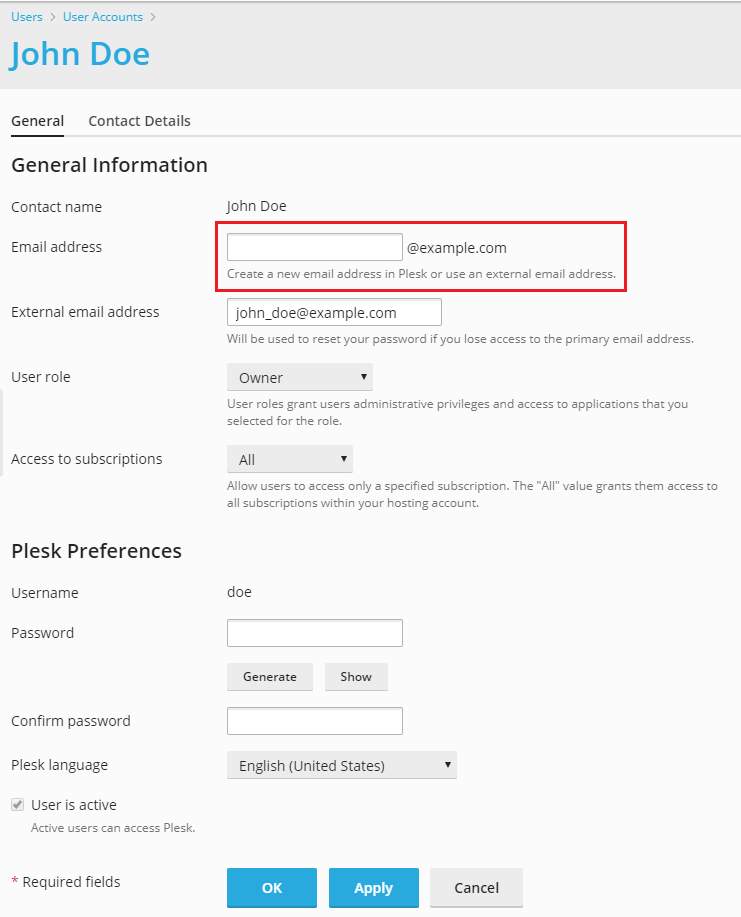 Users > User Accounts >
John Doe
General Contact Details
General Information
Contact name John Doe
Email address @example.com
Create a new email address in Plesk or use an external email address.
External email address john_doe@example.com
Will be used to reset your password if you lose access to the primary email address.
User role Owner
User roles grant users administrative privileges and access to applications that you
selected for the role.
Access to subscriptions All
Allow users to access only a specified subscription. The "All" value grants them access to
all subscriptions within your hosting account.
Plesk Preferences
Username doe
Password
Generate Show
Confirm password
Plesk language English (United States)
User is active
Active users can access Plesk.
* Required fields OK Apply Cancel